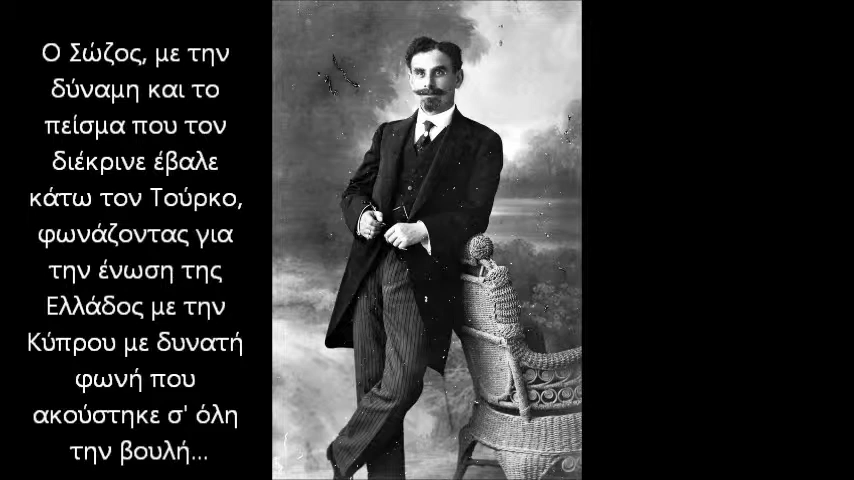 Ο Σώζος, με την
δύναμη και το
πείσμα που τον
διέκρινε έβαλε
κάτω τον Τούρκο,
φωνάζοντας για
την ένωση της
Ελλάδος με την
Κύπρου με δυνατή
φωνή που
ακούστηκε σ' όλη
την βουλή...